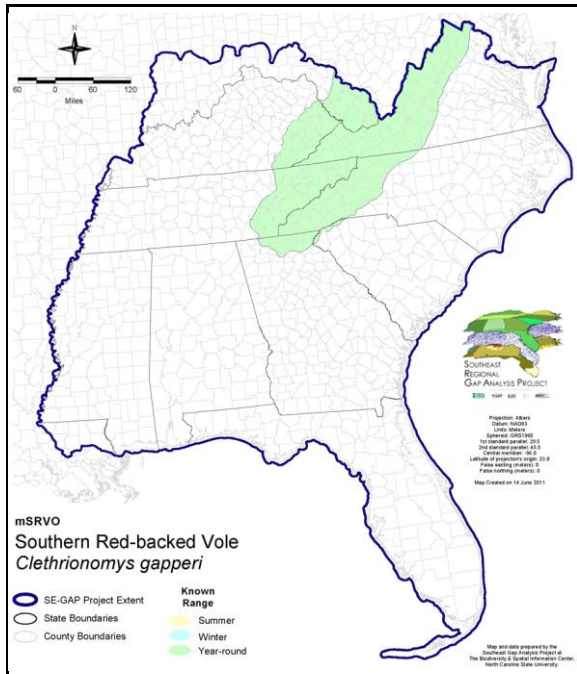 N
60 0 60 120
Miles
SOUTHEAST
REGIONAL
GAP ANALYSIS PROJECT
Projection: Albers
Datum: NAD83
Units: Meters
Spheroid: GRS1980
1st standard parallel: 29.5
2nd standard parallel: 45.5
Central meridian: -96.0
Latitude of projection's origin: 23.0
False easting (meters): 0
False northing (meters): 0
Map Created on 14 June 2011
mSRVO
Southern Red-backed Vole
Clethrionomys gapperi
SE-GAP Project Extent
State Boundaries
County Boundaries
Known
Range
Summer
Winter
Year-round
Map and data prepared by the
Southeast Gap Analysis Project at
The Biodiversity & Spatial Information Center,
North Carolina State University.